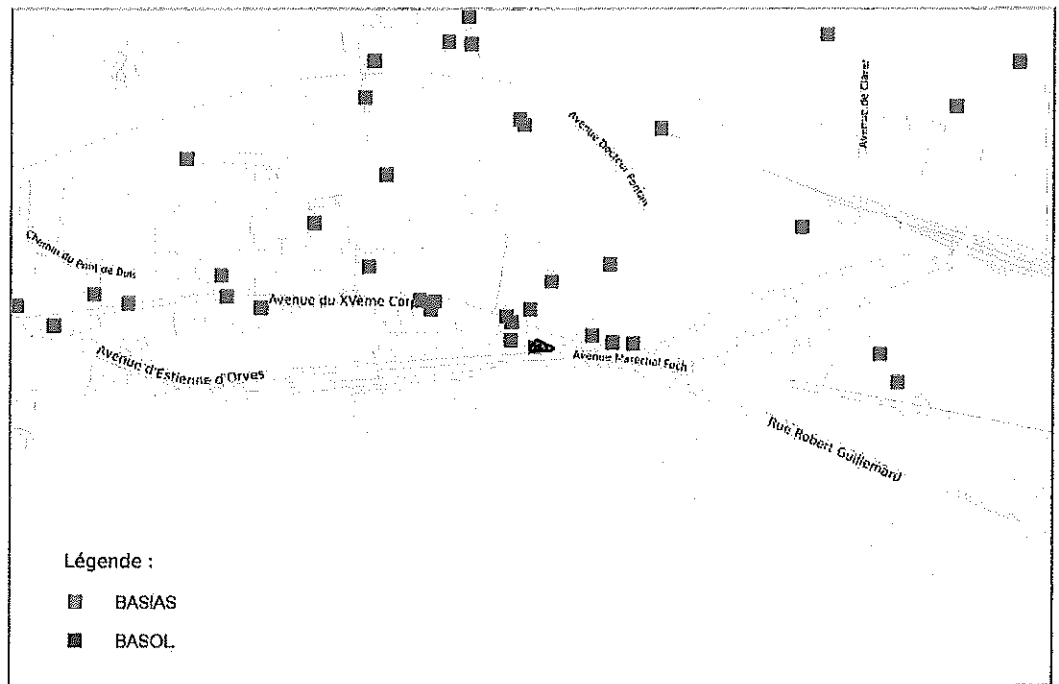 Avenue de Claret
Avenue Docteur Fontan
Chemin du Pont de Bois
Avenue du XVème Corp
Avenue d'Estienne d'Orves
Avenue Maréchal Foch
Rue Robert Guillemard
Légende :
BASIAS
BASOL